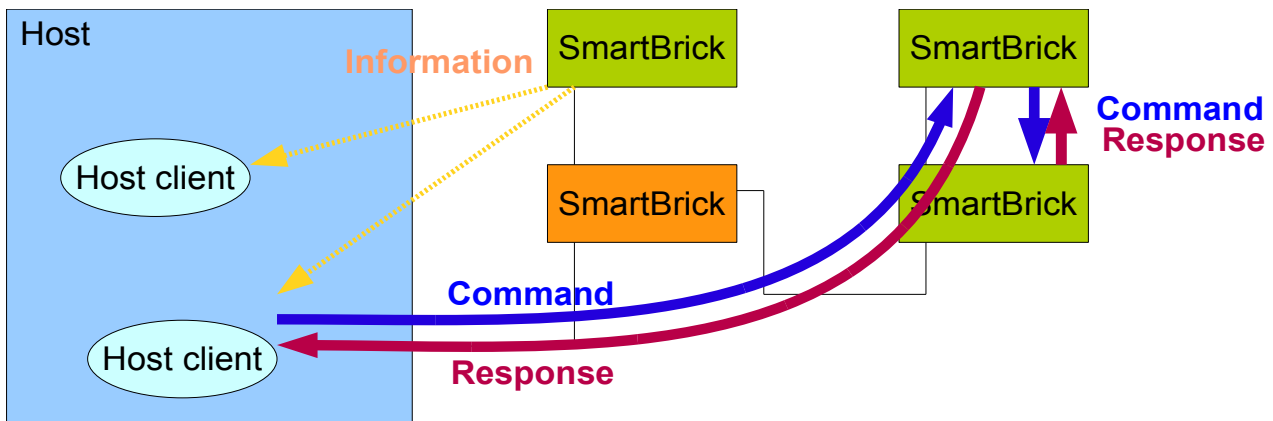 Host
SmartBrick
SmartBrick
Information
Command
Response
Host client
SmartBrick
SmartBrick
Command
Host client
Response